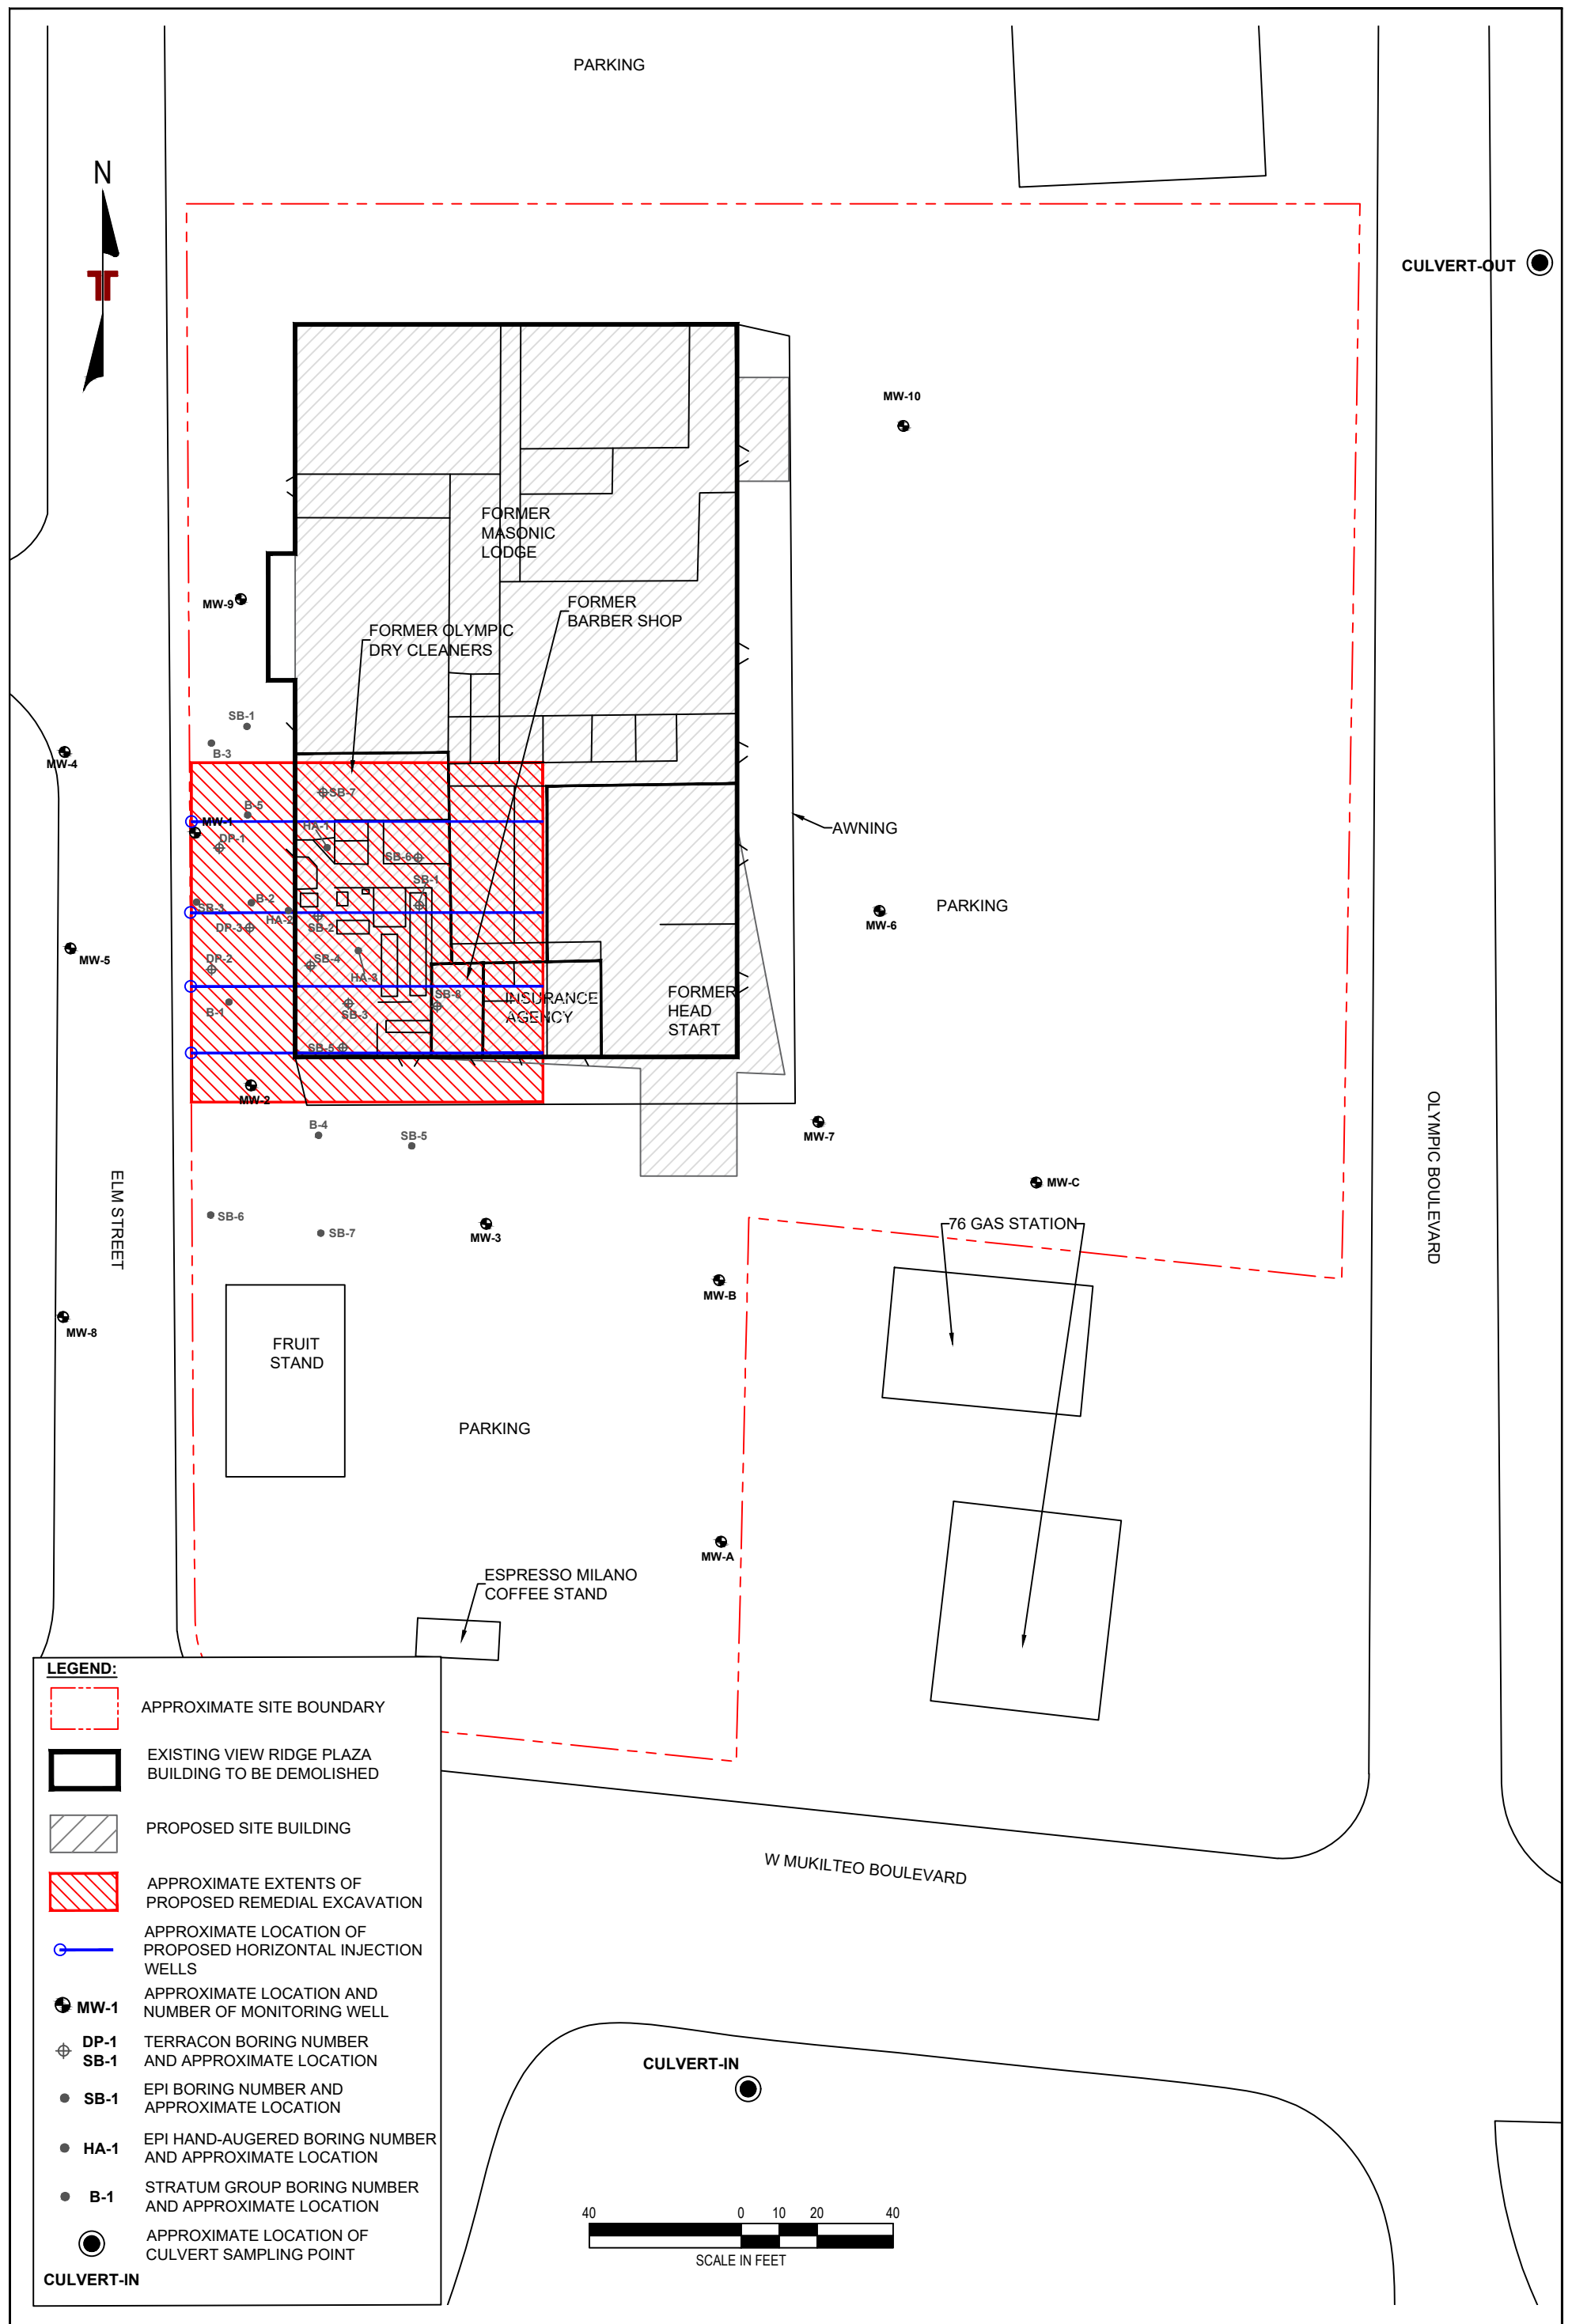 PARKING
N
CULVERT-OUT
MW-10
FORMER
MASONIC
LODGE
MW-9
FORMER
BARBER SHOP
FORMER OLYMPIC
DRY CLEANERS
SB-1
B-3
MW-4
SB-7
B-5
MW-1
HA-1
DP-1
AWNING
SB-6
SB-1
B-2
SB-3
HA-2
PARKING
MW-6
DP-3
SB-2
MW-5
DP-2
SB-4
HA-3
B-1
SB-3
SB-8
INSURANCE
AGENCY
FORMER
HEAD
START
SB-5
MW-2
B-4
SB-5
MW-7
OLYMPIC BOULEVARD
ELM STREET
MW-C
SB-6
SB-7
MW-3
76 GAS STATION
MW-B
MW-8
FRUIT
STAND
PARKING
MW-A
ESPRESSO MILANO
COFFEE STAND
W MUKILTEO BOULEVARD
LEGEND:
APPROXIMATE SITE BOUNDARY
EXISTING VIEW RIDGE PLAZA
BUILDING TO BE DEMOLISHED
PROPOSED SITE BUILDING
APPROXIMATE EXTENTS OF
PROPOSED REMEDIAL EXCAVATION
APPROXIMATE LOCATION OF
PROPOSED HORIZONTAL INJECTION
WELLS
MW-1
APPROXIMATE LOCATION AND
NUMBER OF MONITORING WELL
DP-1
SB-1
TERRACON BORING NUMBER
AND APPROXIMATE LOCATION
SB-1
EPI BORING NUMBER AND
APPROXIMATE LOCATION
HA-1
EPI HAND-AUGERED BORING NUMBER
AND APPROXIMATE LOCATION
B-1
STRATUM GROUP BORING NUMBER
AND APPROXIMATE LOCATION
APPROXIMATE LOCATION OF
CULVERT SAMPLING POINT
CULVERT-IN
CULVERT-IN
40 0 10 20 40
SCALE IN FEET